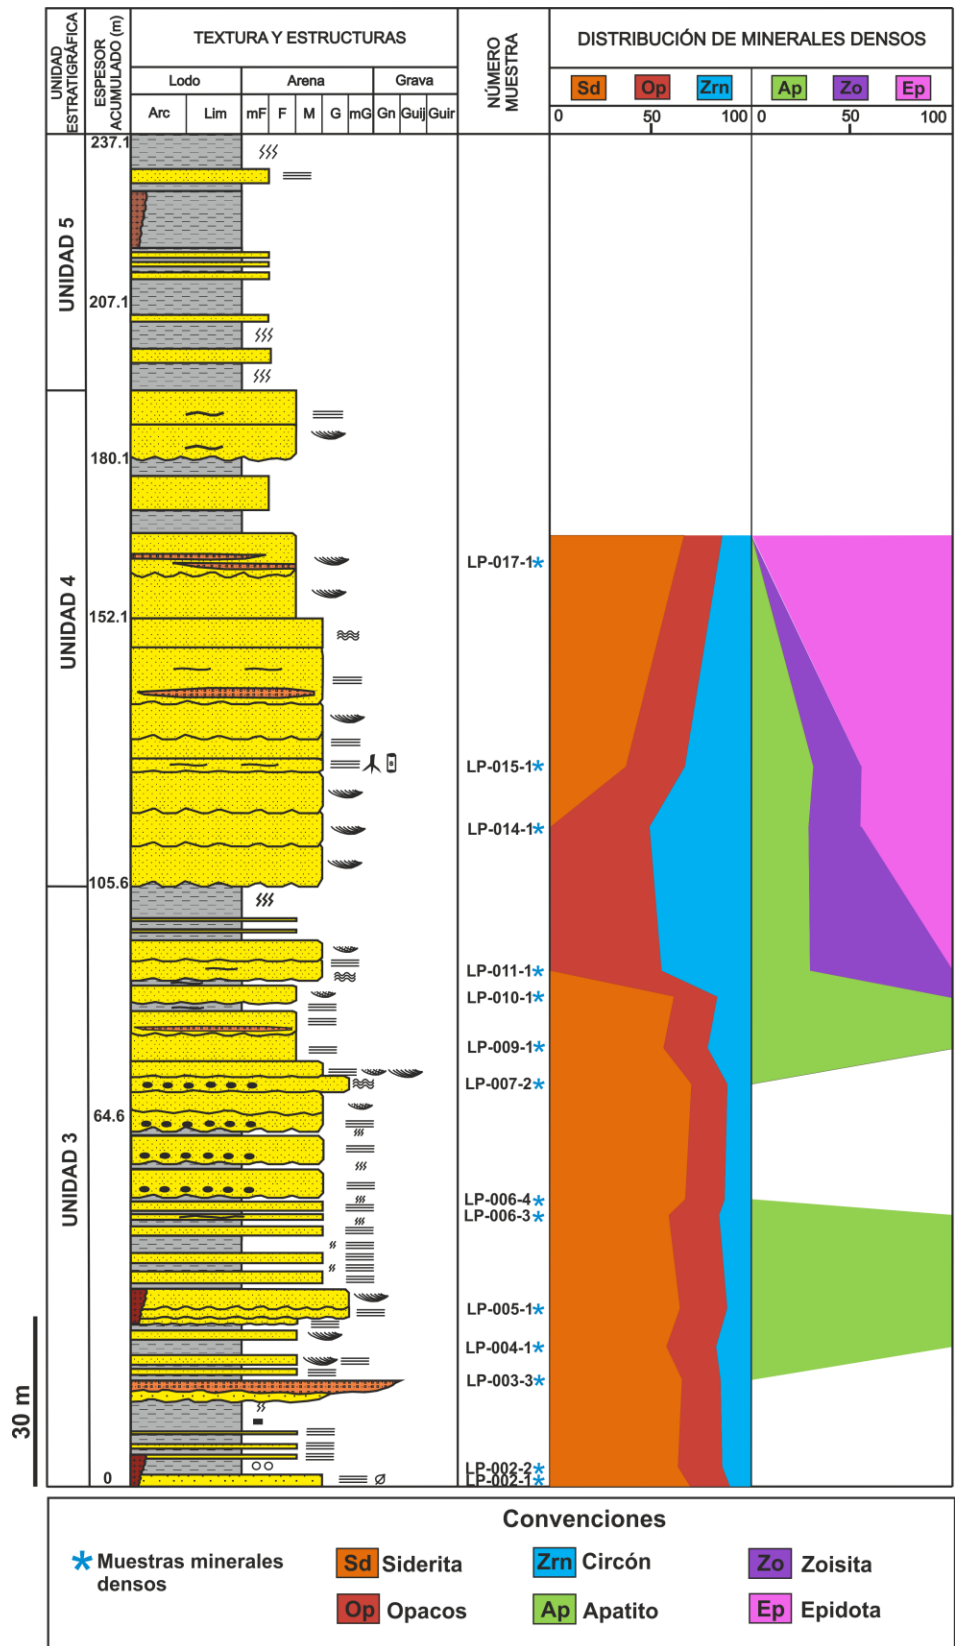 UNIDAD ESTRATIGRÁFICA
ESPESOR ACUMULADO (m)
TEXTURA Y ESTRUCTURAS
Lodo
Arena
Grava
Arc
Lim
mF
F
M
G
mG
Gn
Guij
Guir
NÚMERO MUESTRA
DISTRIBUCIÓN DE MINERALES DENSOS
Sd
Op
Zrn
Ap
Zo
Ep
0
50
100
0
50
100
237.1
UNIDAD 5
207.1
180.1
UNIDAD 4
LP-017-1*
152.1
LP-015-1*
LP-014-1*
105.6
LP-011-1*
LP-010-1*
LP-009-1*
LP-007-2*
64.6
UNIDAD 3
LP-006-4*
LP-006-3*
LP-005-1*
LP-004-1*
LP-003-3*
30 m
LP-002-2*
0
LP-002-1*
Convenciones
* Muestras minerales
densos
Sd Siderita
Zrn Circón
Zo Zoisita
Op Opacos
Ap Apatito
Ep Epidota